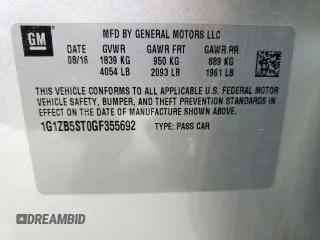 GM
MFD BY GENERAL MOTORS LLC
DATE GVWR GAWR FRT GAWR RR
08/16 1839 KG 950 KG 889 KG
4054 LB 2093 LB 1961 LB
THIS VEHICLE CONFORMS TO ALL APPLICABLE U.S. FEDERAL MOTOR
VEHICLE SAFETY, BUMPER, AND THEFT PREVENTION STANDARDS IN
EFFECT ON THE DATE OF MANUFACTURE SHOWN ABOVE.
1G1ZB5ST0GF355692 TYPE: PASS CAR
DREAMBID